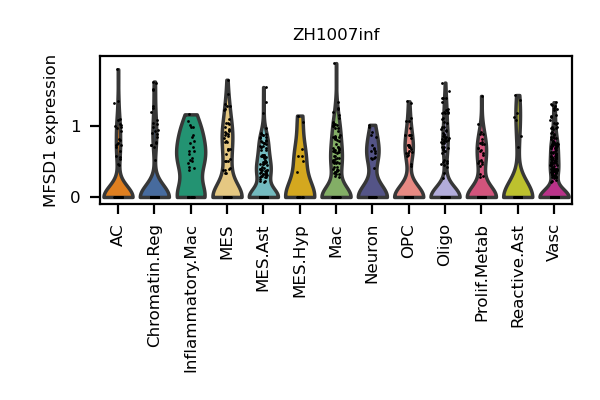 ZH1007inf
MFSD1 expression
1
0
AC
Chromatin.Reg
Inflammatory.Mac
MES
MES.Ast
MES.Hyp
Mac
Neuron
OPC
Oligo
Prolif.Metab
Reactive.Ast
Vasc